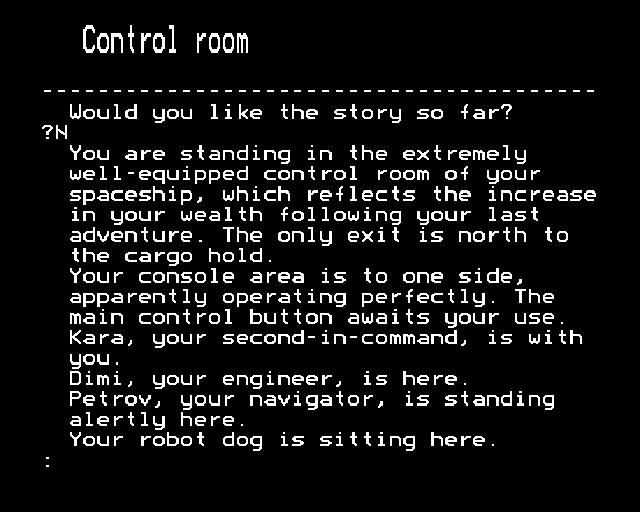 Control room
----------------------------------------
Would you like the story so far?
?N
You are standing in the extremely
well-equipped control room of your
spaceship, which reflects the increase
in your wealth following your last
adventure. The only exit is north to
the cargo hold.
Your console area is to one side,
apparently operating perfectly. The
main control button awaits your use.
Kara, your second-in-command, is with
you.
Dimi, your engineer, is here.
Petrov, your navigator, is standing
alertly here.
Your robot dog is sitting here.
: